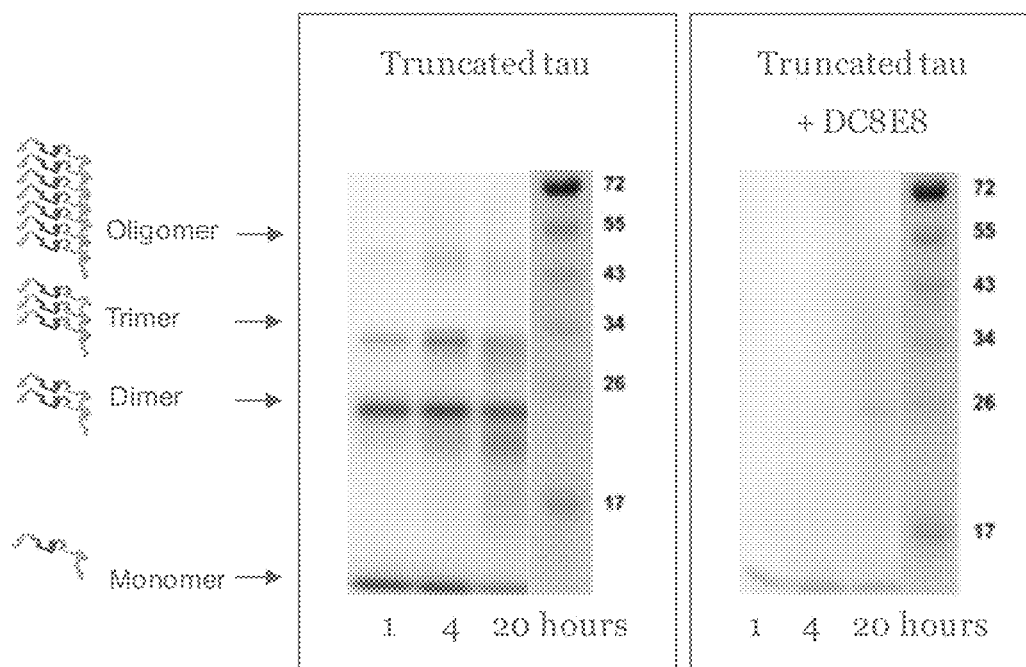 Truncated tau
Truncated tau
+ DC8E8
Oligomer
Trimer
Dimer
Monomer
72
55
43
34
26
17
72
55
43
34
26
17
1 4 20 hours
1 4 20 hours